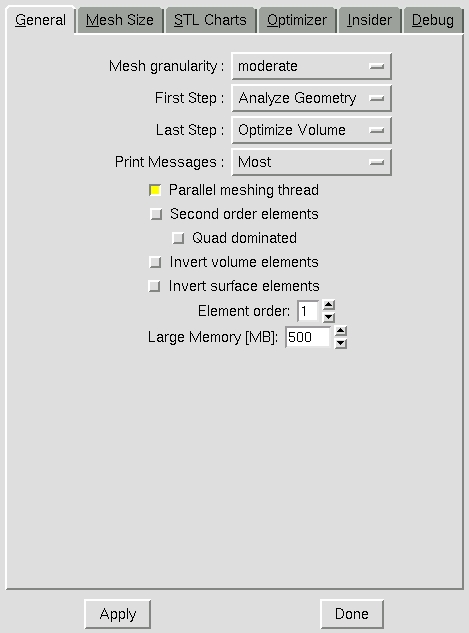 General Mesh Size STL Charts Optimizer Insider Debug
Mesh granularity : moderate
First Step : Analyze Geometry
Last Step : Optimize Volume
Print Messages : Most
Parallel meshing thread
Second order elements
Quad dominated
Invert volume elements
Invert surface elements
Element order: 1
Large Memory [MB]: 500
Apply Done